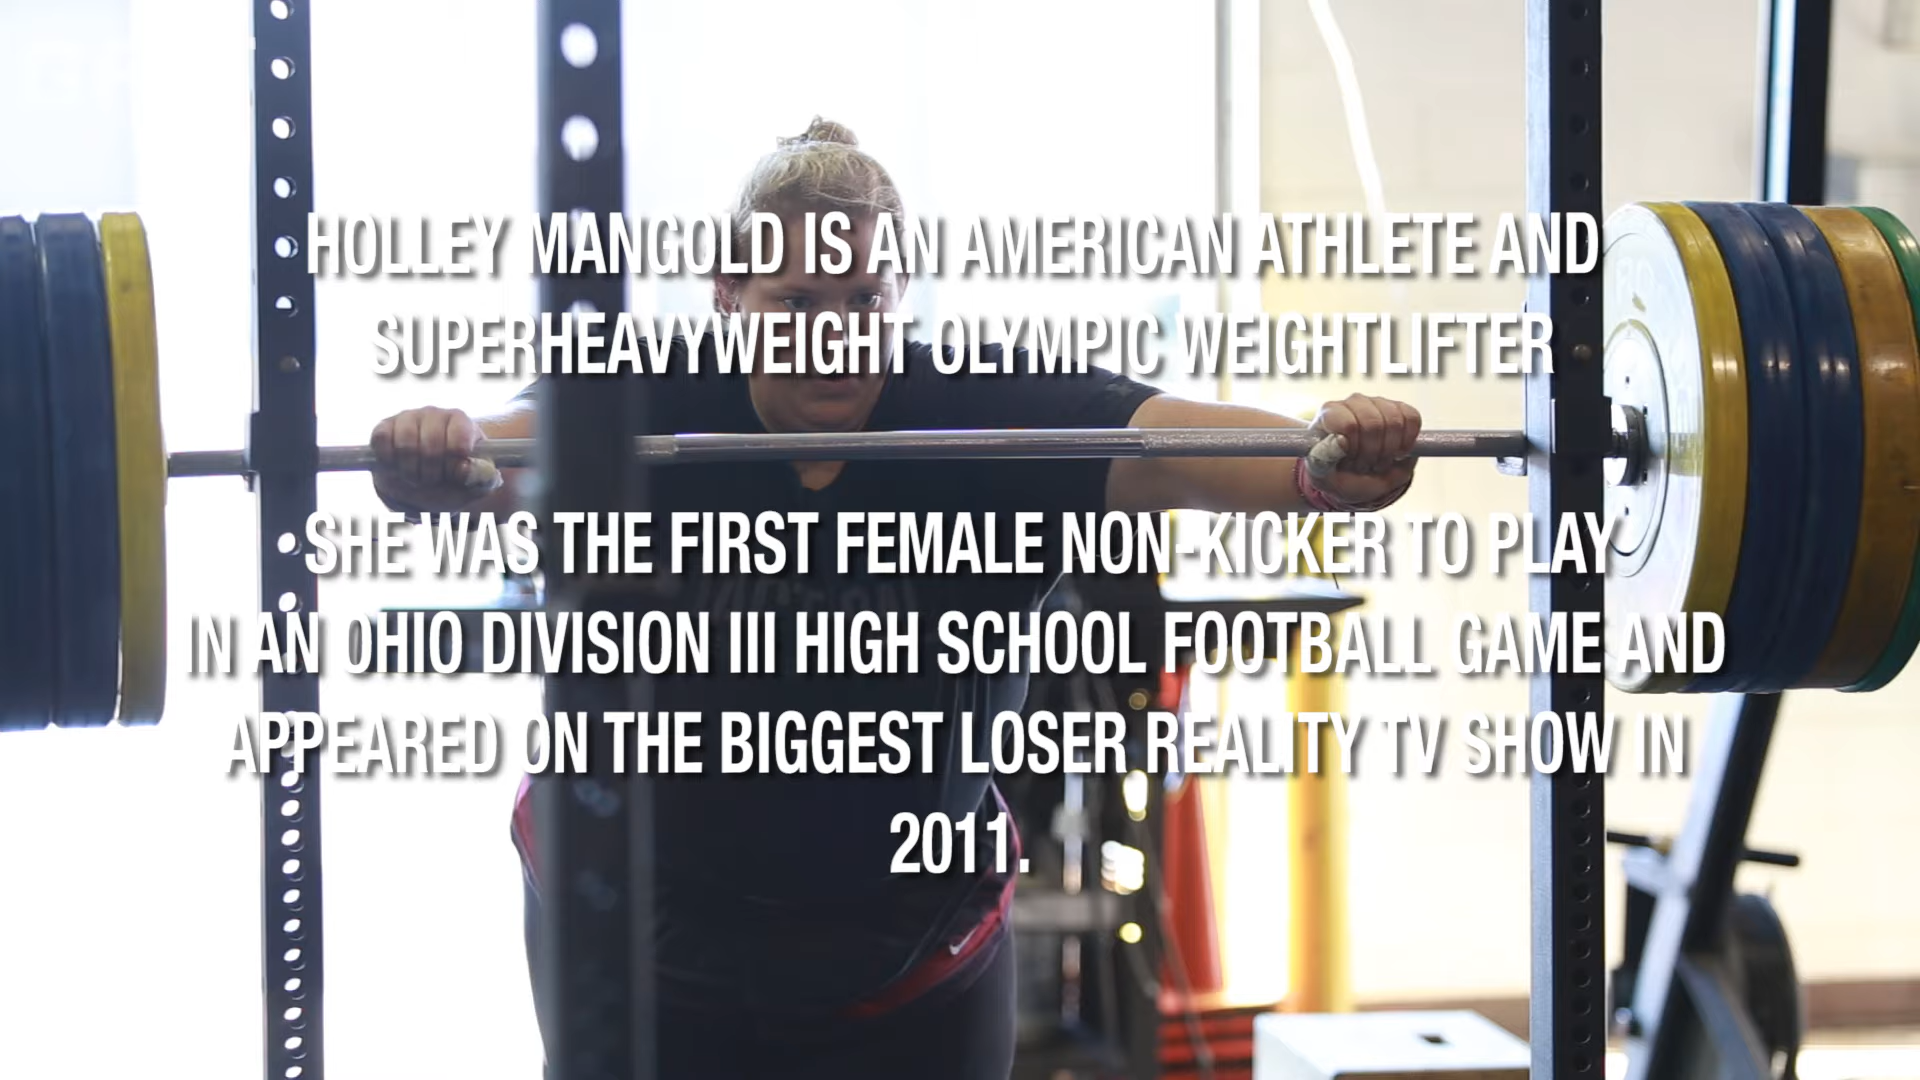 HOLLEY MANGOLD IS AN AMERICAN ATHLETE AND
SUPERHEAVYWEIGHT OLYMPIC WEIGHTLIFTER
SHE WAS THE FIRST FEMALE NON-KICKER TO PLAY
IN AN OHIO DIVISION III HIGH SCHOOL FOOTBALL GAME AND
APPEARED ON THE BIGGEST LOSER REALITY TV SHOW IN
2011.